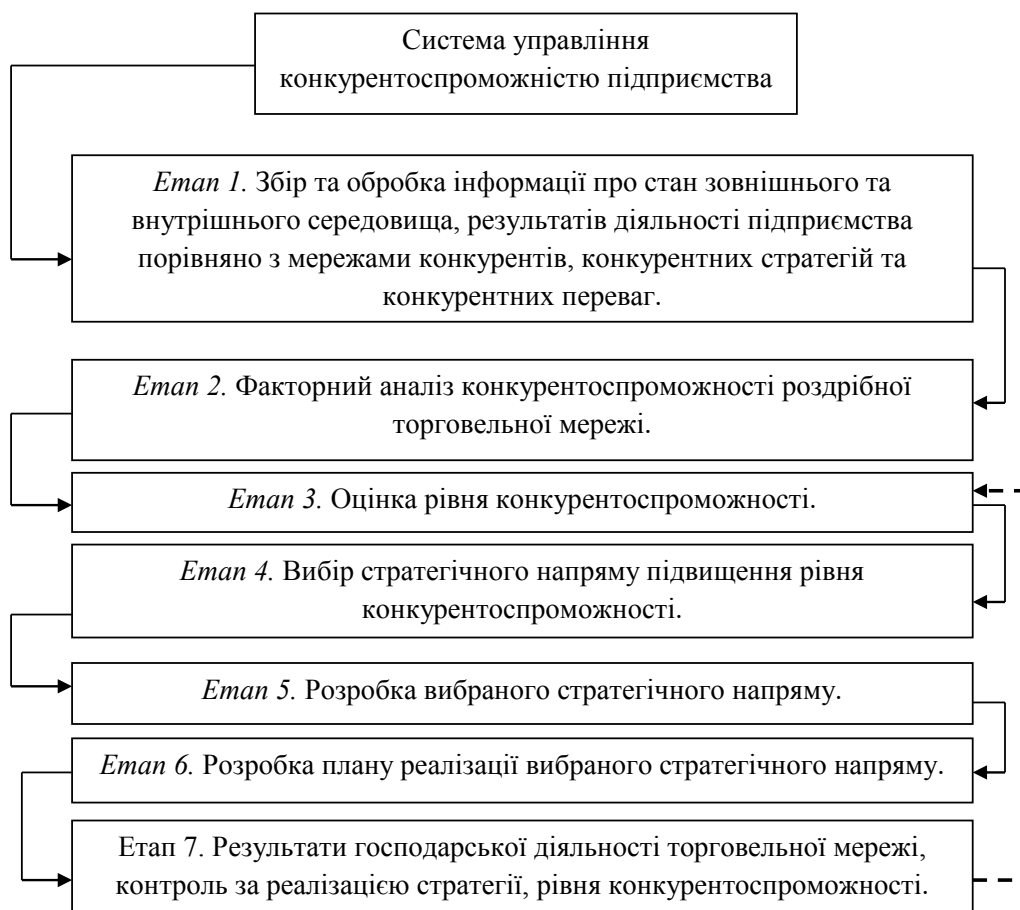 Система управління
конкурентоспроможністю підприємства
Етап 1. Збір та обробка інформації про стан зовнішнього та
внутрішнього середовища, результатів діяльності підприємства
порівняно з мережами конкурентів, конкурентних стратегій та
конкурентних переваг.
Етап 2. Факторний аналіз конкурентоспроможності роздрібної
торговельної мережі.
Етап 3. Оцінка рівня конкурентоспроможності.
Етап 4. Вибір стратегічного напряму підвищення рівня
конкурентоспроможності.
Етап 5. Розробка вибраного стратегічного напряму.
Етап 6. Розробка плану реалізації вибраного стратегічного напряму.
Етап 7. Результати господарської діяльності торговельної мережі,
контроль за реалізацією стратегії, рівня конкурентоспроможності.